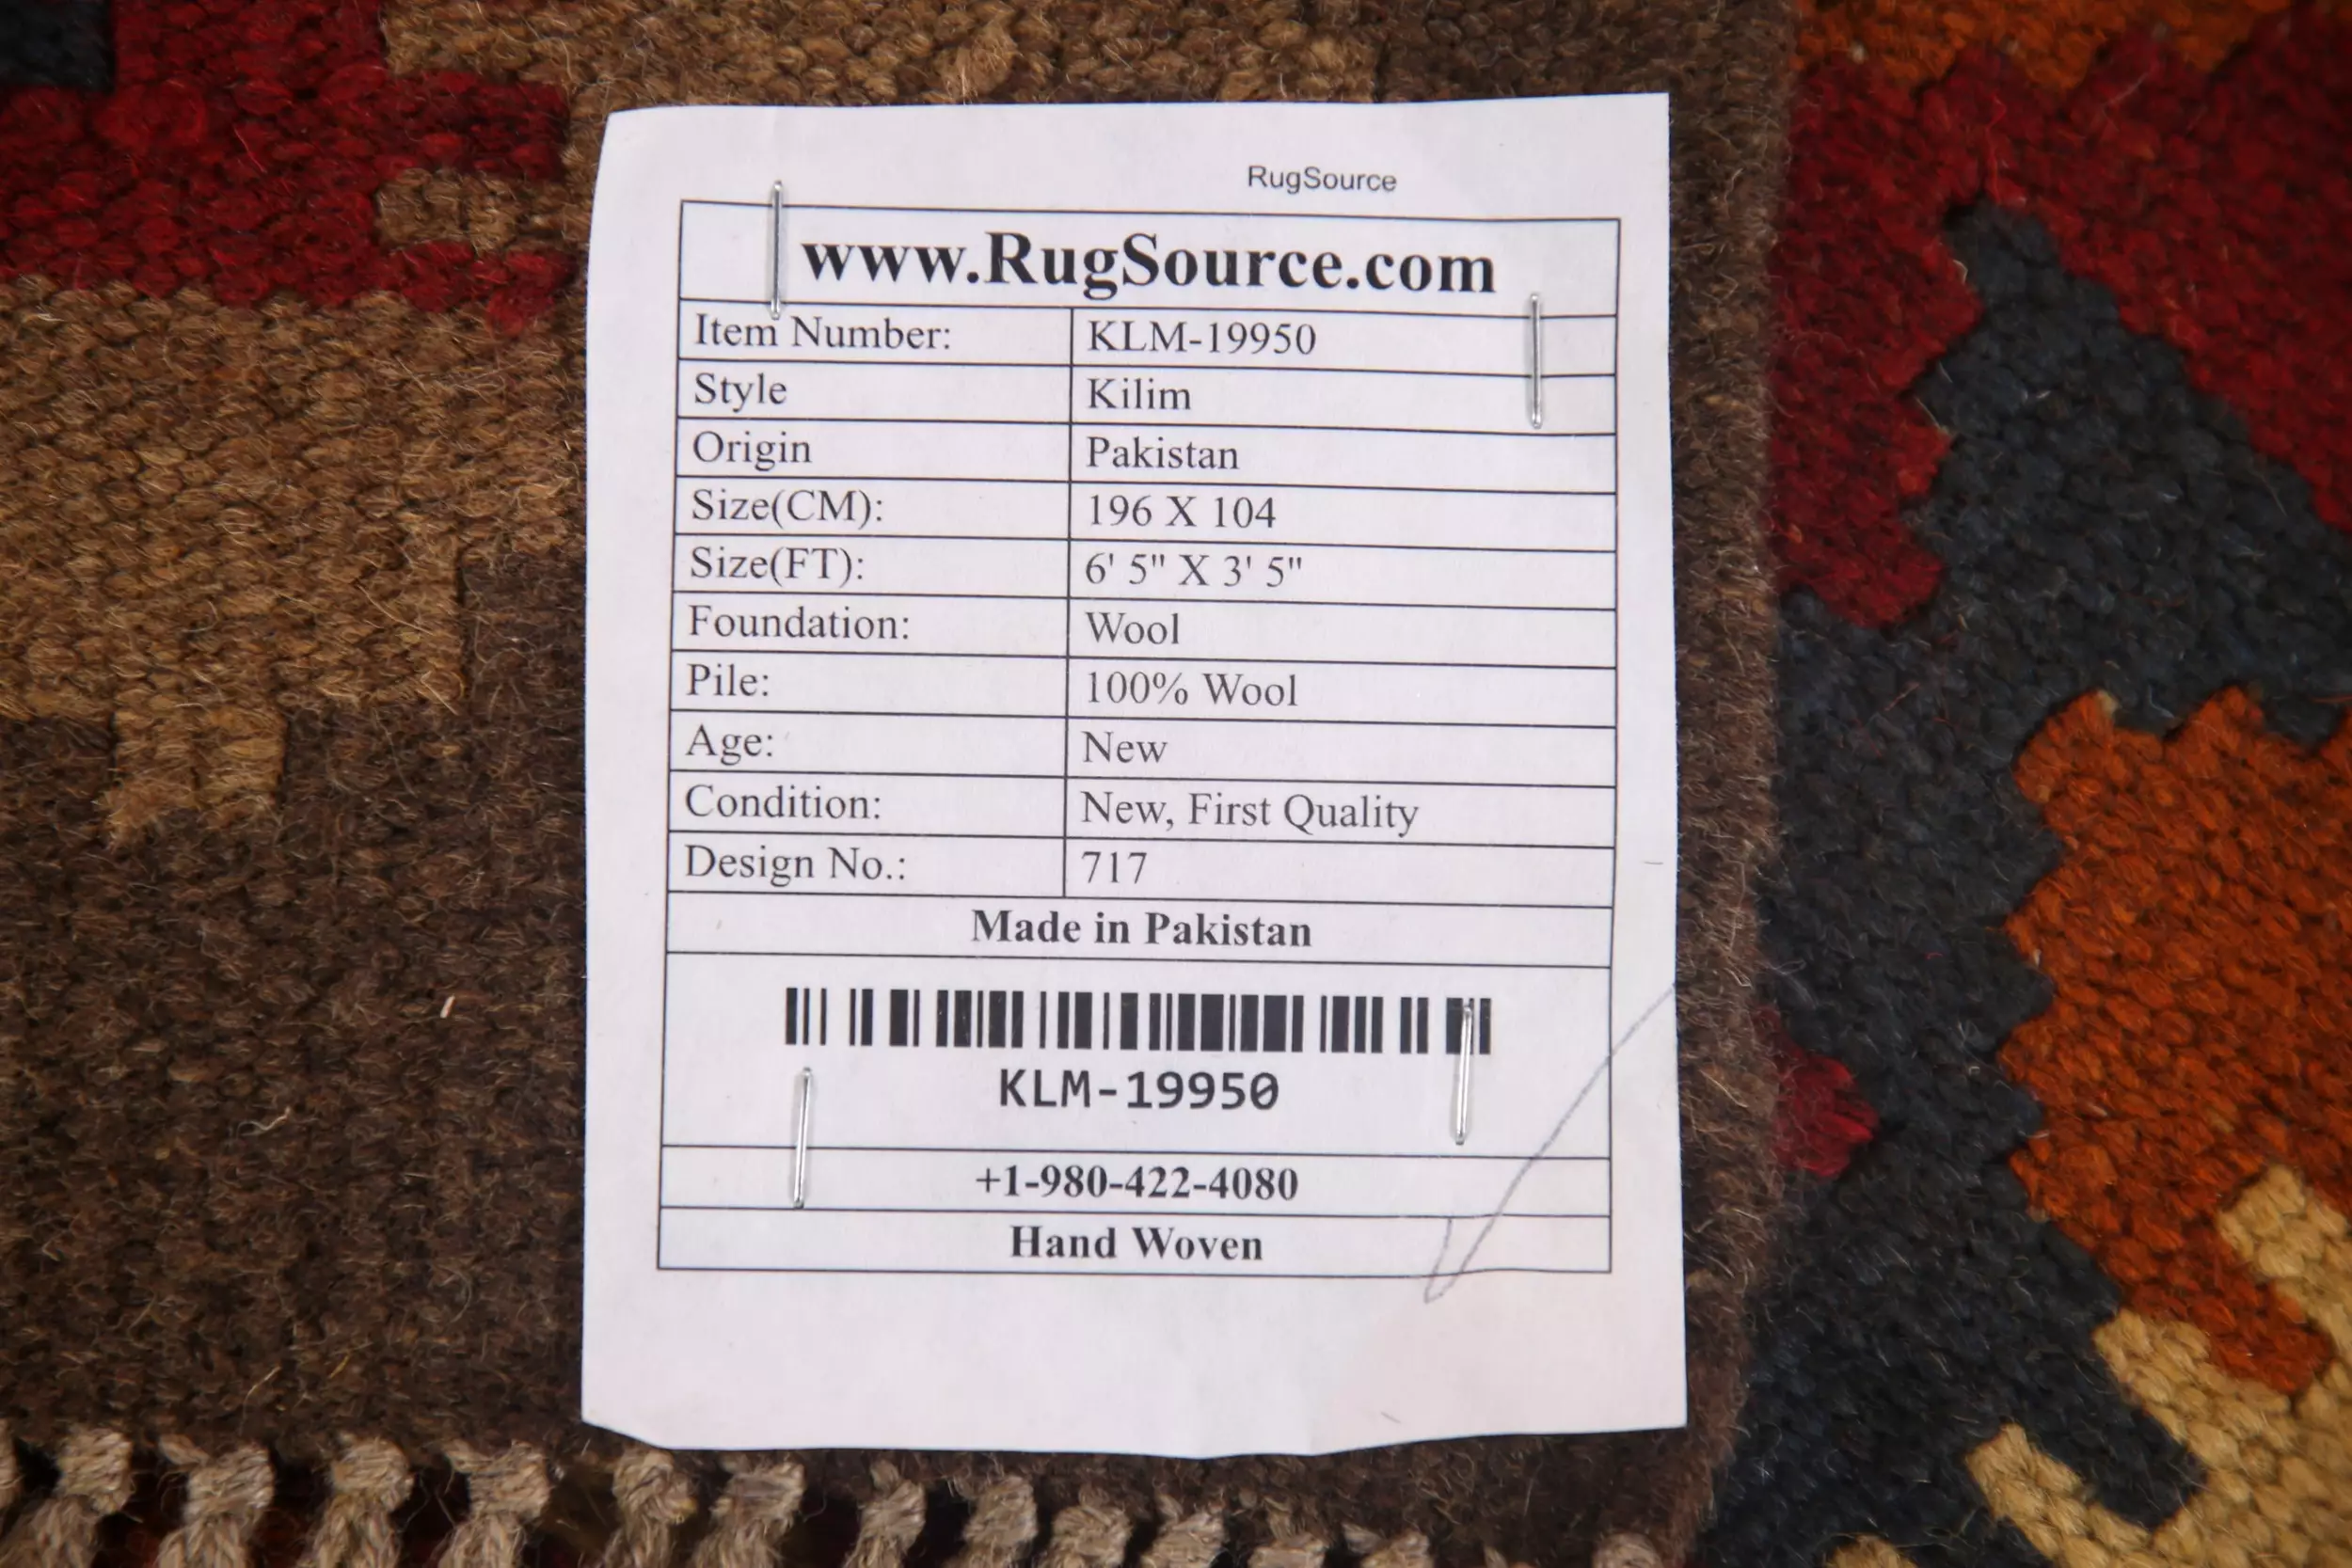 RugSource
www.RugSource.com
Item Number: KLM-19950
Style Kilim
Origin Pakistan
Size(CM): 196 X 104
Size(FT): 6' 5" X 3' 5"
Foundation: Wool
Pile: 100% Wool
Age: New
Condition: New, First Quality
Design No.: 717
Made in Pakistan
KLM-19950
+1-980-422-4080
Hand Woven